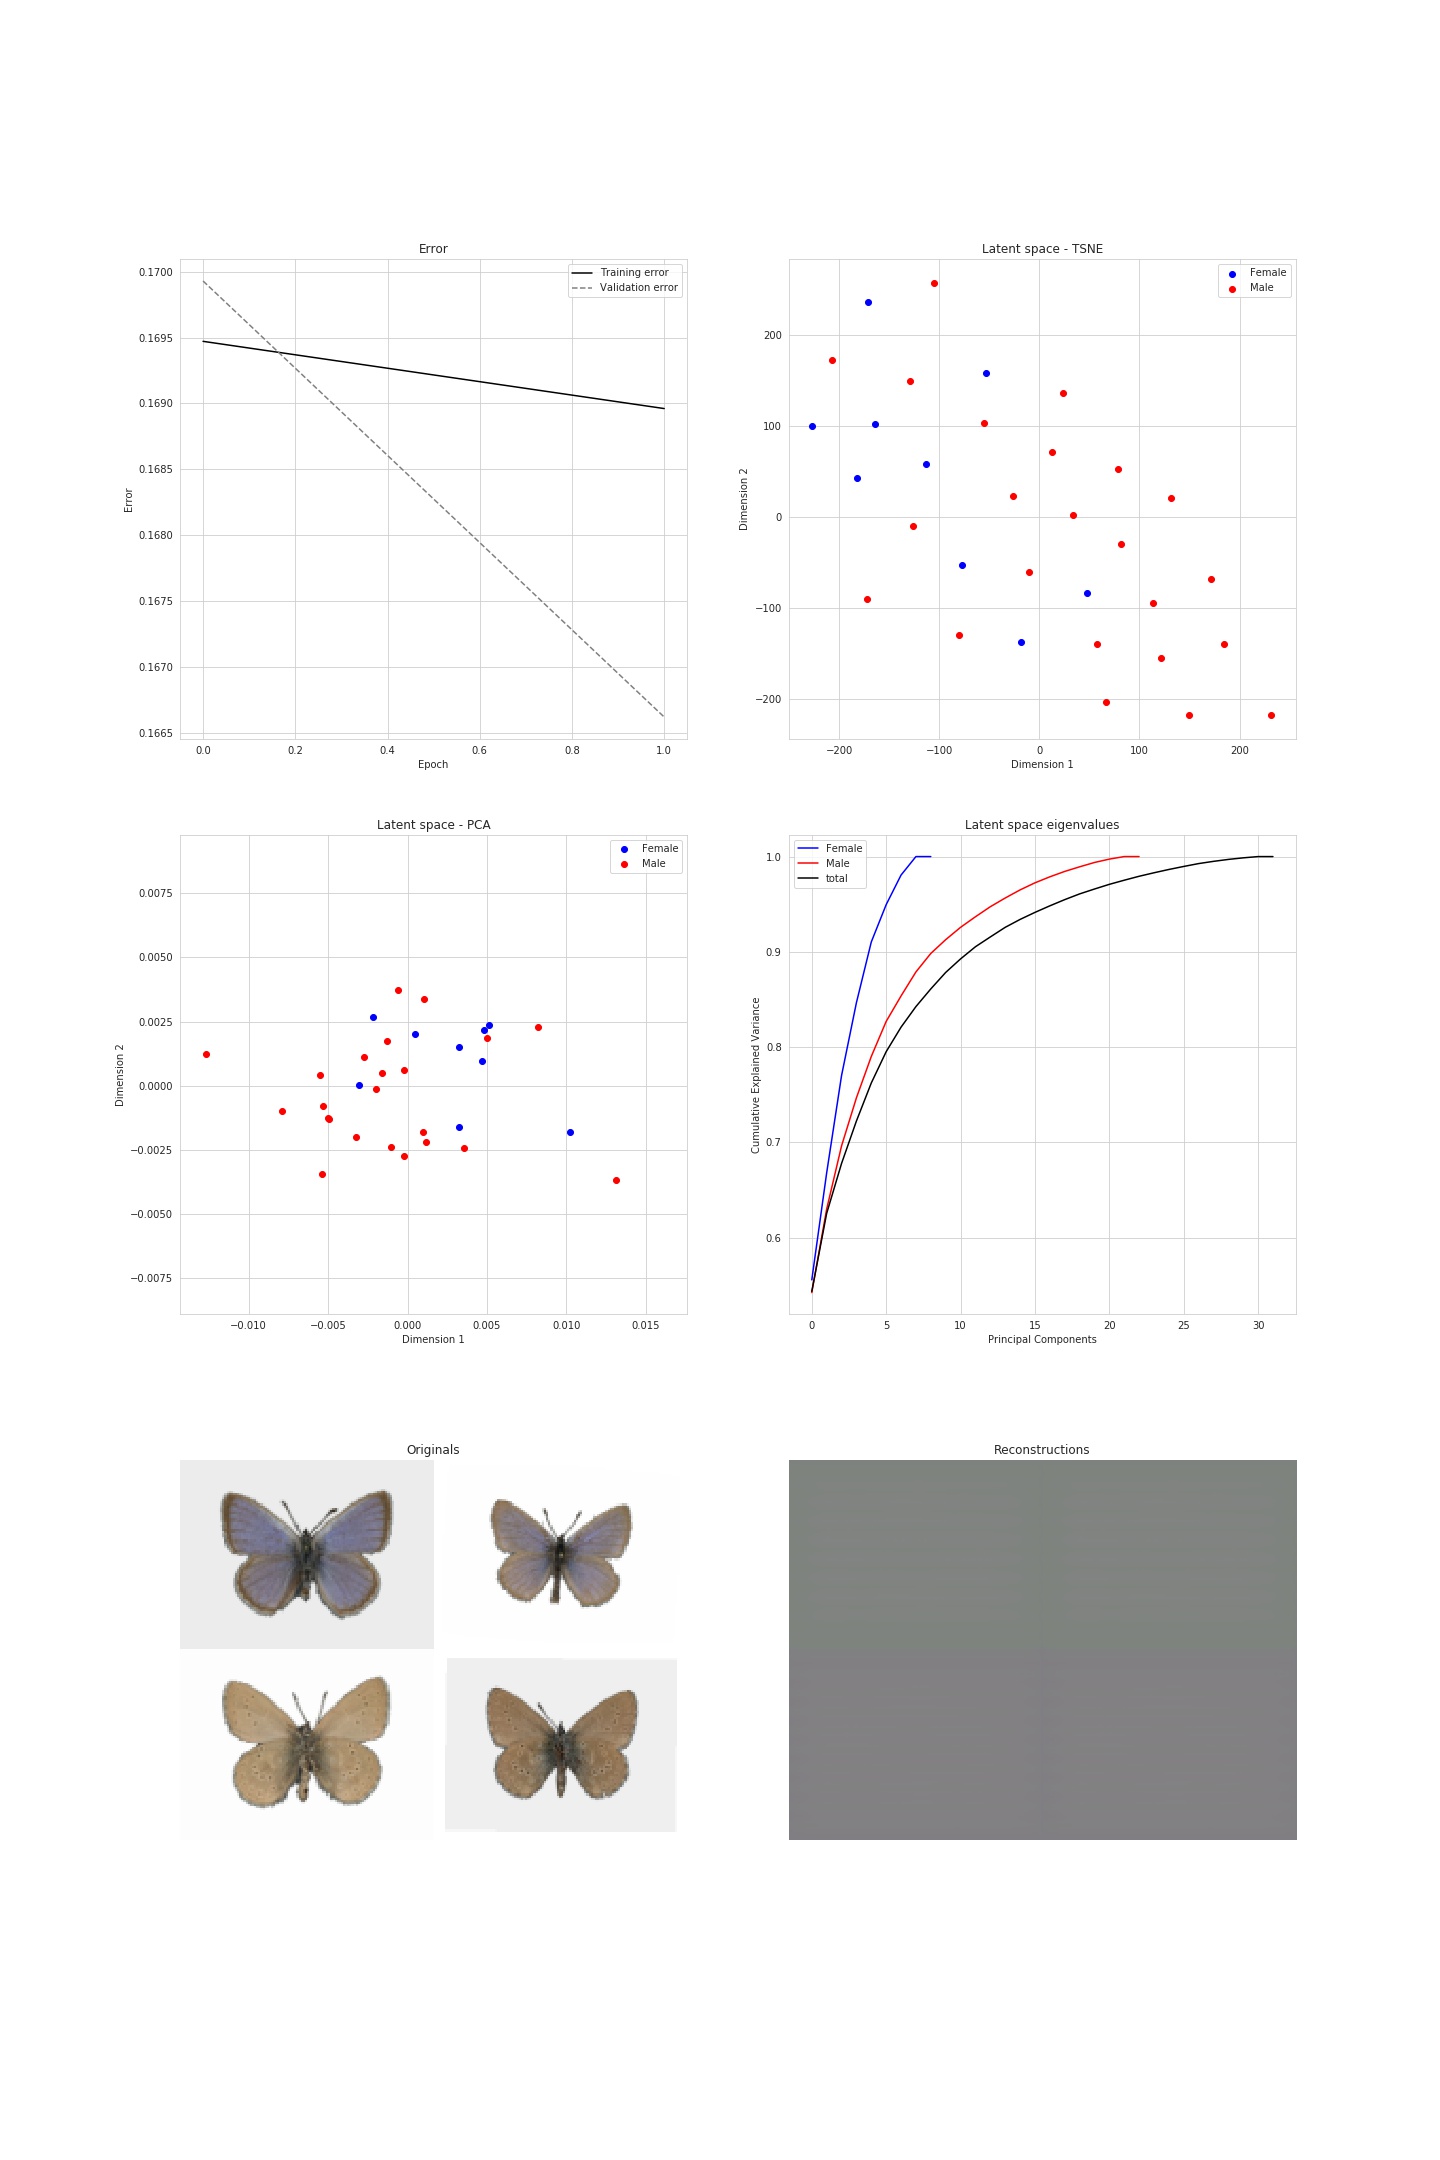 Error
Training error
Validation error
0.1700
0.1695
0.1690
0.1685
0.1680
0.1675
0.1670
0.1665
Error
0.0 0.2 0.4 0.6 0.8 1.0
Epoch
Latent space - TSNE
Female
Male
200
100
0
−100
−200
Dimension 2
−200 −100 0 100 200
Dimension 1
Latent space - PCA
Female
Male
0.0075
0.0050
0.0025
0.0000
−0.0025
−0.0050
−0.0075
Dimension 2
−0.010 −0.005 0.000 0.005 0.010 0.015
Dimension 1
Latent space eigenvalues
Female
Male
total
1.0
0.9
0.8
0.7
0.6
Cumulative Explained Variance
0 5 10 15 20 25 30
Principal Components
Originals
Reconstructions